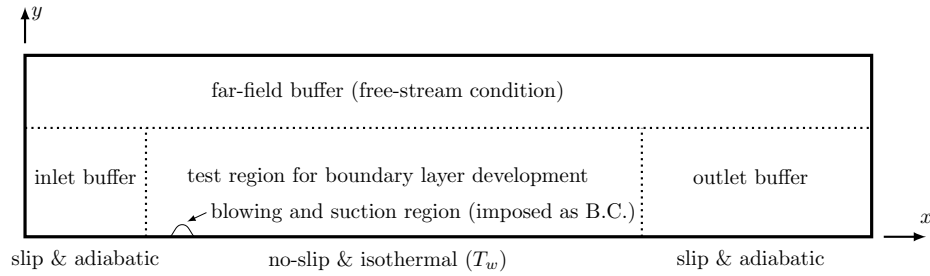 y
far-field buffer (free-stream condition)
inlet buffer
test region for boundary layer development
outlet buffer
blowing and suction region (imposed as B.C.)
x
slip & adiabatic
no-slip & isothermal (T_w)
slip & adiabatic